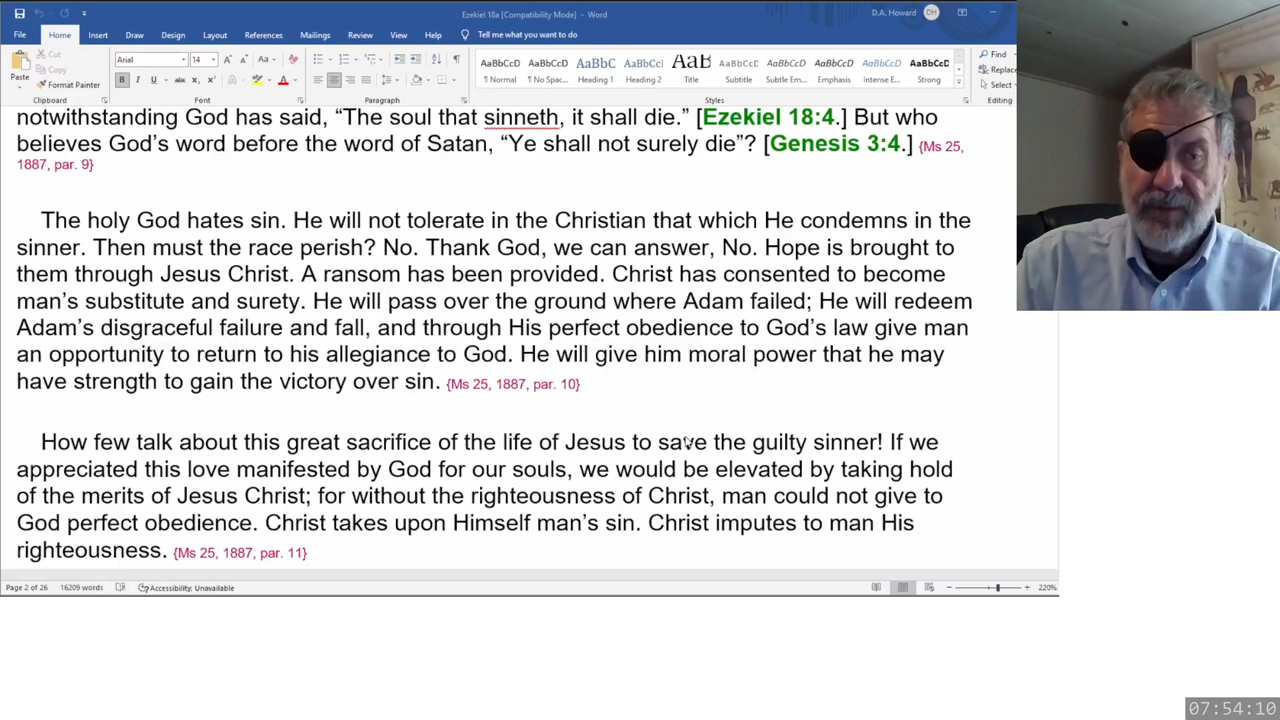 Ezekiel 18a [Compatibility Mode] - Word
D.A. Howard
DH
File Home Insert Draw Design Layout References Mailings Review View Help Tell me what you want to do
Paste
Cut
Copy
Format Painter
Clipboard
Arial 14
Font
Paragraph
AaBbCcD AaBbCcD AaBbC AaBbCcC AaB AaBbCcD AaBbCcD AaBbCcD AaBbCcD AaBbCcD
¶ Normal ¶ No Spac... Heading 1 Heading 2 Title Subtitle Subtle Em... Emphasis Intense E... Strong
Styles
Find
Replace
Select
Editing
notwithstanding God has said, “The soul that sinneth, it shall die.” [Ezekiel 18:4.] But who
believes God’s word before the word of Satan, “Ye shall not surely die”? [Genesis 3:4.] {Ms 25,
1887, par. 9}
The holy God hates sin. He will not tolerate in the Christian that which He condemns in the
sinner. Then must the race perish? No. Thank God, we can answer, No. Hope is brought to
them through Jesus Christ. A ransom has been provided. Christ has consented to become
man’s substitute and surety. He will pass over the ground where Adam failed; He will redeem
Adam’s disgraceful failure and fall, and through His perfect obedience to God’s law give man
an opportunity to return to his allegiance to God. He will give him moral power that he may
have strength to gain the victory over sin. {Ms 25, 1887, par. 10}
How few talk about this great sacrifice of the life of Jesus to save the guilty sinner! If we
appreciated this love manifested by God for our souls, we would be elevated by taking hold
of the merits of Jesus Christ; for without the righteousness of Christ, man could not give to
God perfect obedience. Christ takes upon Himself man’s sin. Christ imputes to man His
righteousness. {Ms 25, 1887, par. 11}
Page 2 of 26 16209 words Accessibility: Unavailable 220%
07:54:10